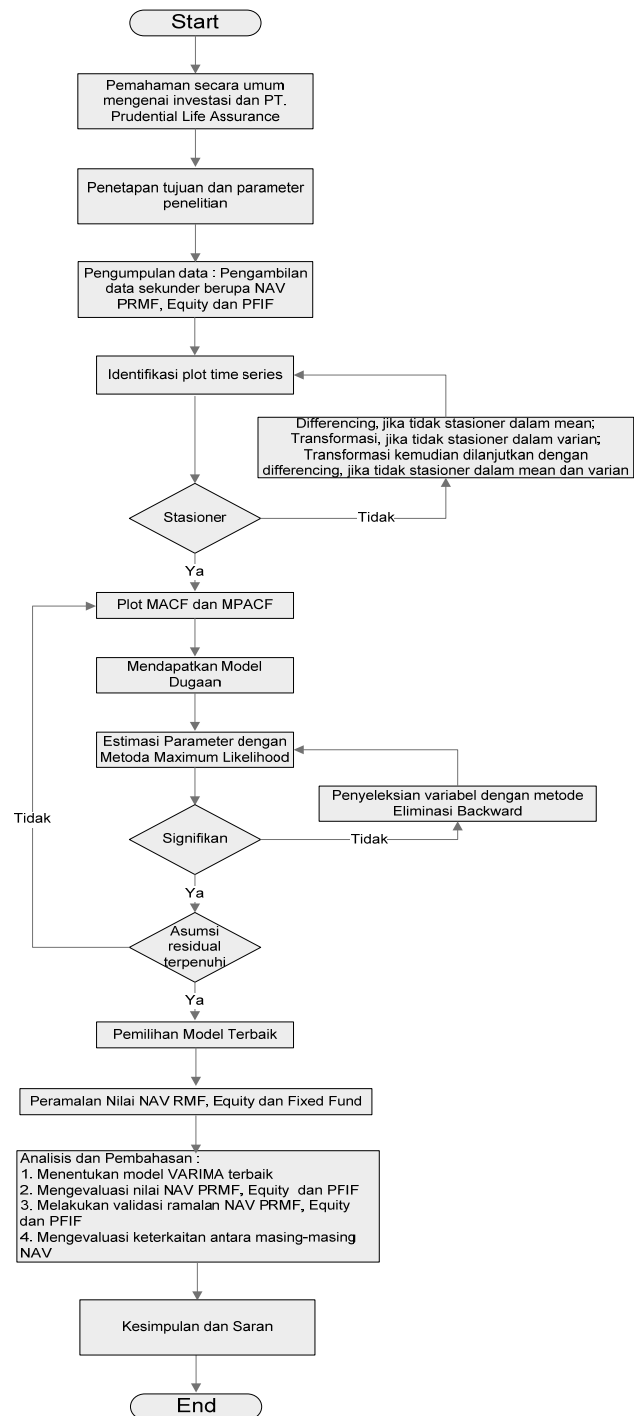 Start
Pemahaman secara umum
mengenai investasi dan PT.
Prudential Life Assurance
Penetapan tujuan dan parameter
penelitian
Pengumpulan data : Pengambilan
data sekunder berupa NAV
PRMF, Equity dan PFIF
Identifikasi plot time series
Differencing, jika tidak stasioner dalam mean;
Transformasi, jika tidak stasioner dalam varian;
Transformasi kemudian dilanjutkan dengan
differencing, jika tidak stasioner dalam mean dan varian
Stasioner
Tidak
Ya
Plot MACF dan MPACF
Mendapatkan Model
Dugaan
Estimasi Parameter dengan
Metoda Maximum Likelihood
Penyeleksian variabel dengan metode
Eliminasi Backward
Tidak
Signifikan
Tidak
Ya
Asumsi
residual
terpenuhi
Ya
Pemilihan Model Terbaik
Peramalan Nilai NAV RMF, Equity dan Fixed Fund
Analisis dan Pembahasan :
1. Menentukan model VARIMA terbaik
2. Mengevaluasi nilai NAV PRMF, Equity dan PFIF
3. Melakukan validasi ramalan NAV PRMF, Equity
dan PFIF
4. Mengevaluasi keterkaitan antara masing-masing
NAV
Kesimpulan dan Saran
End